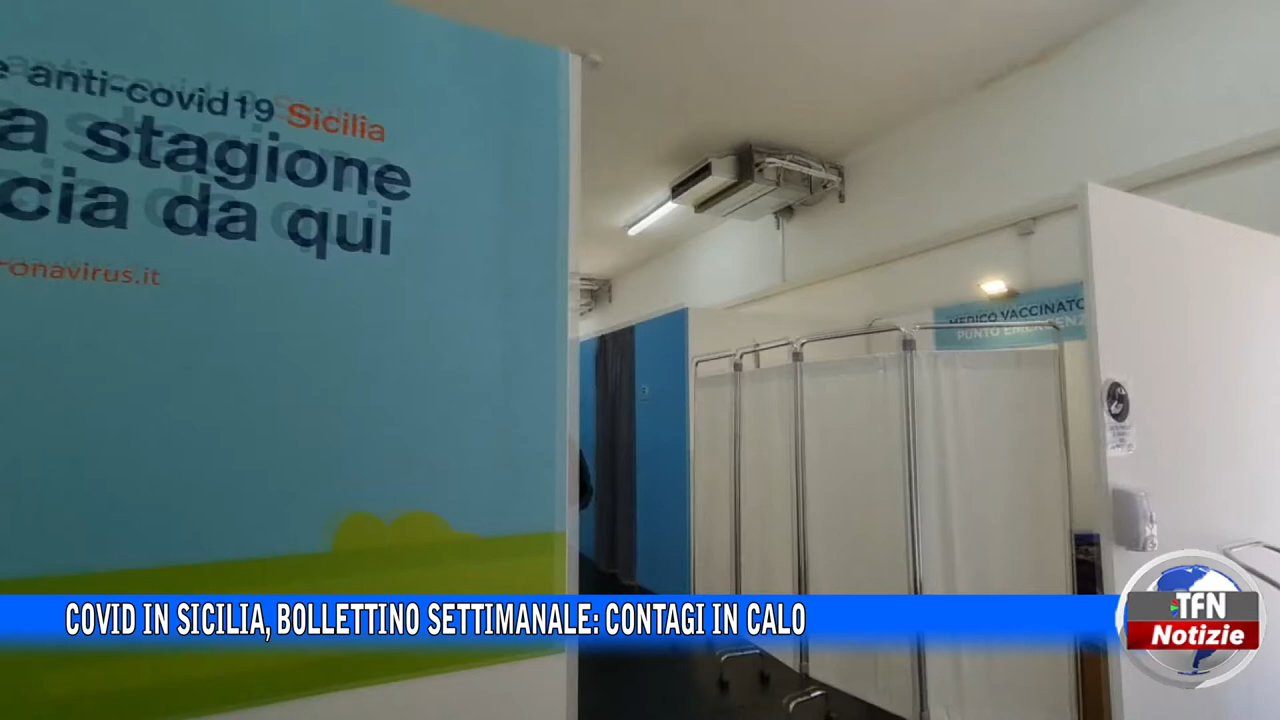 e anti-covid19 Sicilia
a stagione
cia da qui
ronavirus.it
MEDICO VACCINATO
PUNTO EMERGENZ
COVID IN SICILIA, BOLLETTINO SETTIMANALE: CONTAGI IN CALO
TFN
Notizie